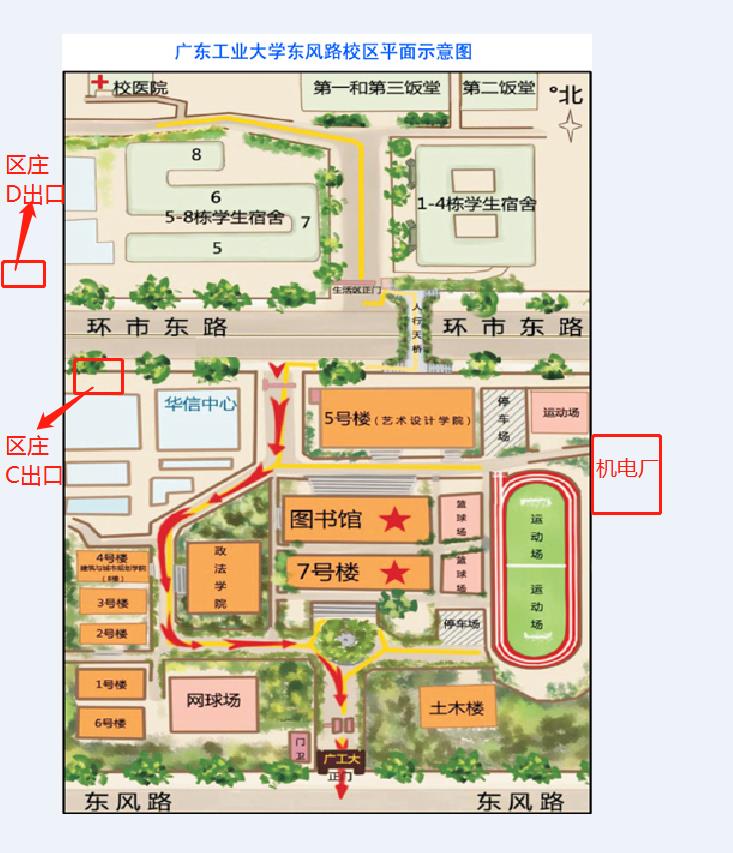 广东工业大学东风路校区平面示意图
校医院
第一和第三饭堂
第二饭堂
北
区庄
D出口
8
6
5-8栋学生宿舍
7
5
1-4栋学生宿舍
生活区正门
人行天桥
环市东路
环市东路
华信中心
5号楼(艺术设计学院)
停车场
运动场
区庄
C出口
机电厂
图书馆
篮球场
运动场
4号楼
建筑与城市规划学院
政法学院
7号楼
篮球场
运动场
3号楼
2号楼
停车场
1号楼
网球场
土木楼
6号楼
门卫
广工大
正门
东风路
东风路